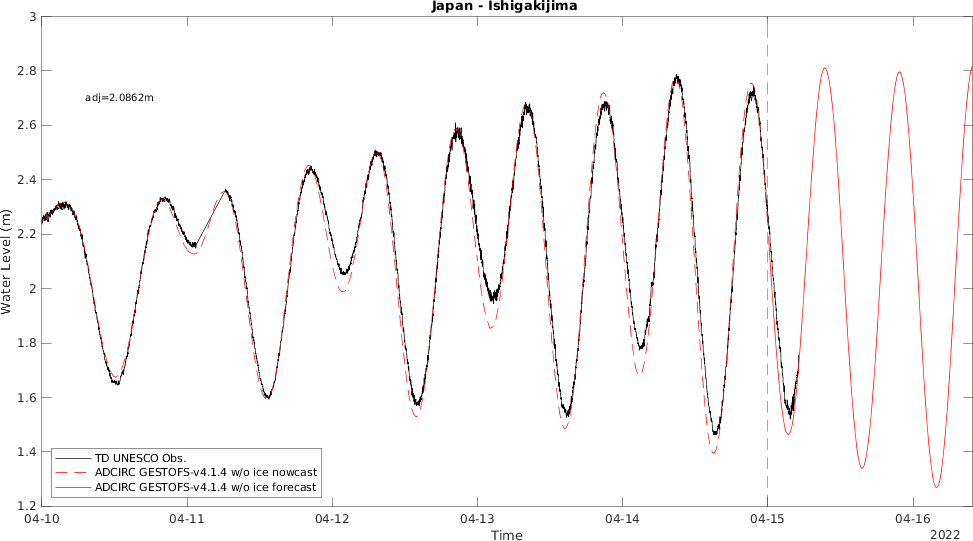 Japan - Ishigakijima
3
2.8
adj=2.0862m
2.6
2.4
2.2
Water Level (m)
2
1.8
1.6
1.4
TD UNESCO Obs.
ADCIRC GESTOFS-v4.1.4 w/o ice nowcast
ADCIRC GESTOFS-v4.1.4 w/o ice forecast
1.2
04-10 04-11 04-12 04-13 04-14 04-15 04-16
Time
2022